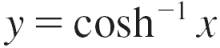 y = cosh⁻¹ x